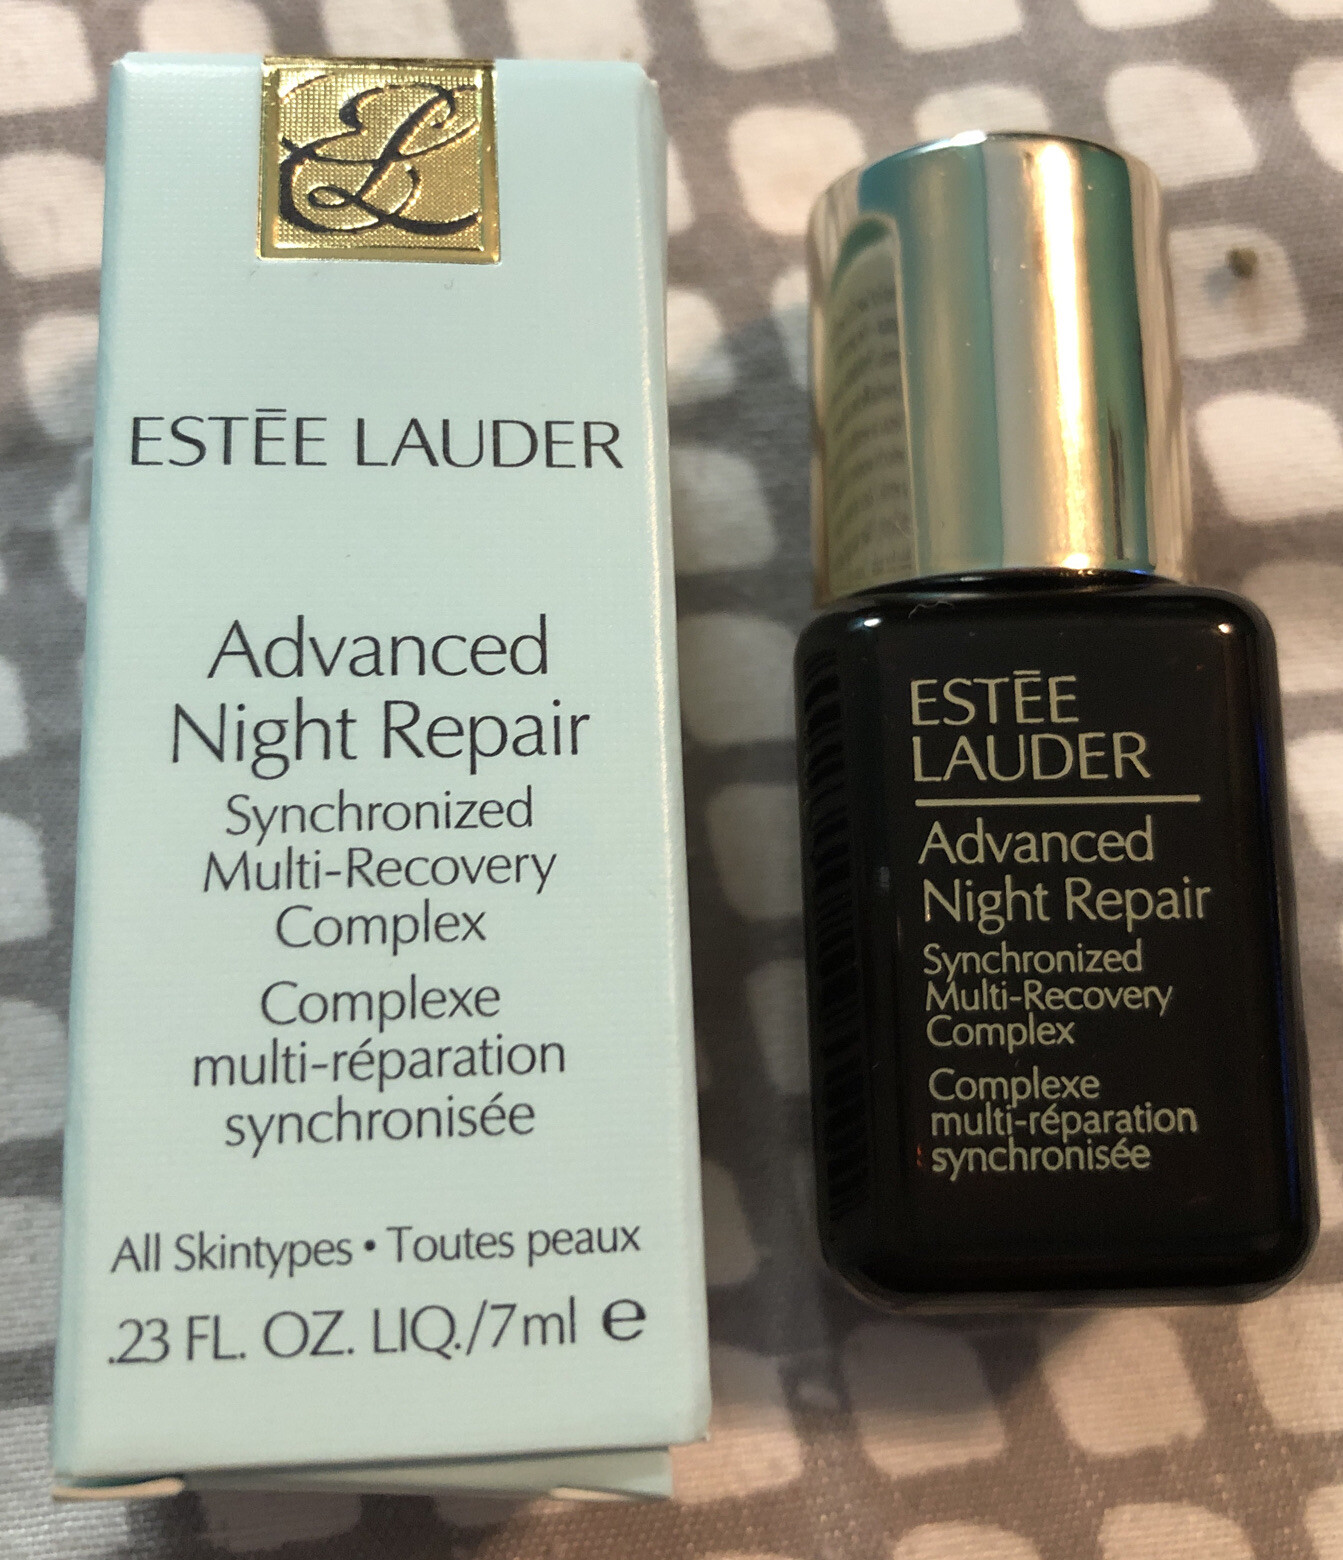 EL
ESTĒE LAUDER
Advanced
Night Repair
Synchronized
Multi-Recovery
Complex
Complexe
multi-réparation
synchronisée
All Skintypes • Toutes peaux
.23 FL. OZ. LIQ./7ml ℮
ESTĒE
LAUDER
Advanced
Night Repair
Synchronized
Multi-Recovery
Complex
Complexe
multi-réparation
synchronisée